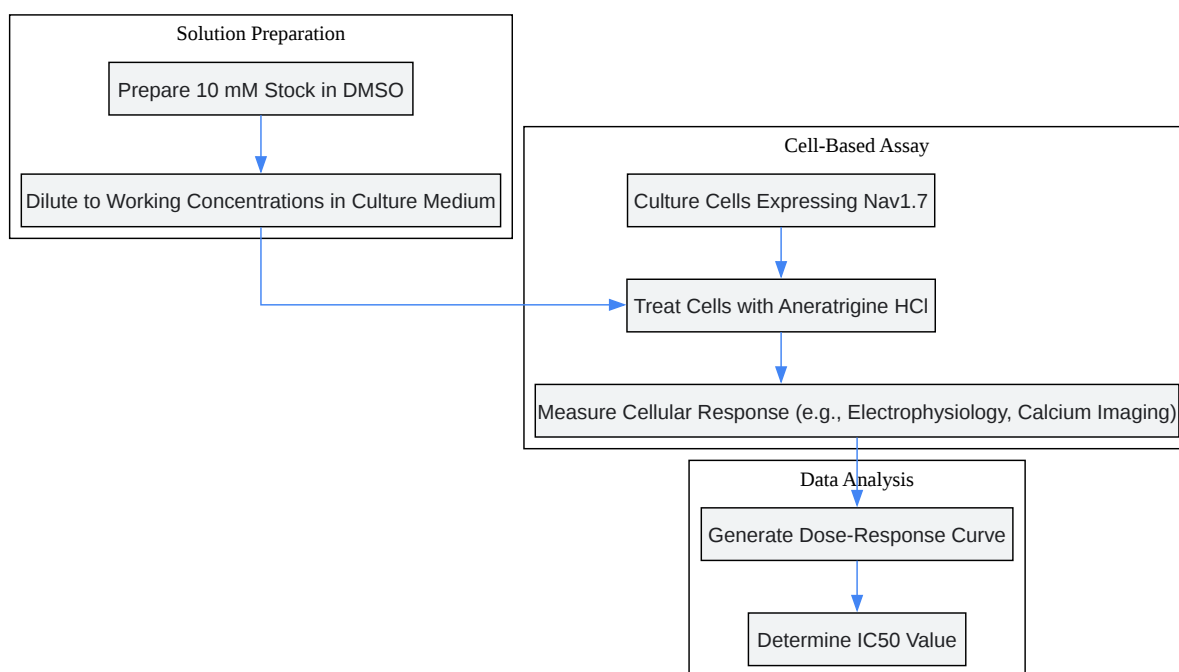 Solution Preparation
Prepare 10 mM Stock in DMSO
Dilute to Working Concentrations in Culture Medium
Cell-Based Assay
Culture Cells Expressing Nav1.7
Treat Cells with Aneratrigine HCl
Measure Cellular Response (e.g., Electrophysiology, Calcium Imaging)
Data Analysis
Generate Dose-Response Curve
Determine IC50 Value